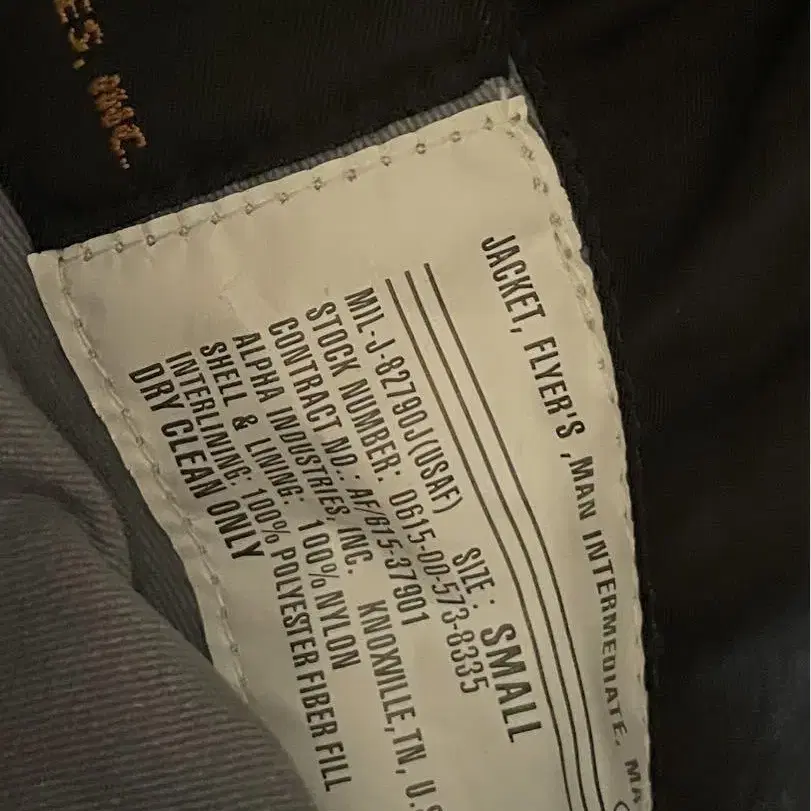 ES, INC.
JACKET, FLYER'S ,MAN INTERMEDIATE, MA
MIL-J-82790J(USAF) SIZE: SMALL
STOCK NUMBER: 0615-00-573-8335
CONTRACT NO.: AF/615-37901
ALPHA INDUSTRIES, INC. KNOXVILLE, TN, U.S
SHELL & LINING: 100% NYLON
INTERLINING: 100% POLYESTER FIBER FILL
DRY CLEAN ONLY